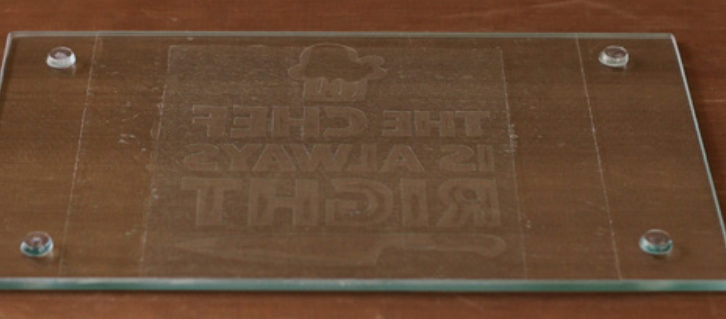 THE CHEF
IS ALWAYS
RIGHT